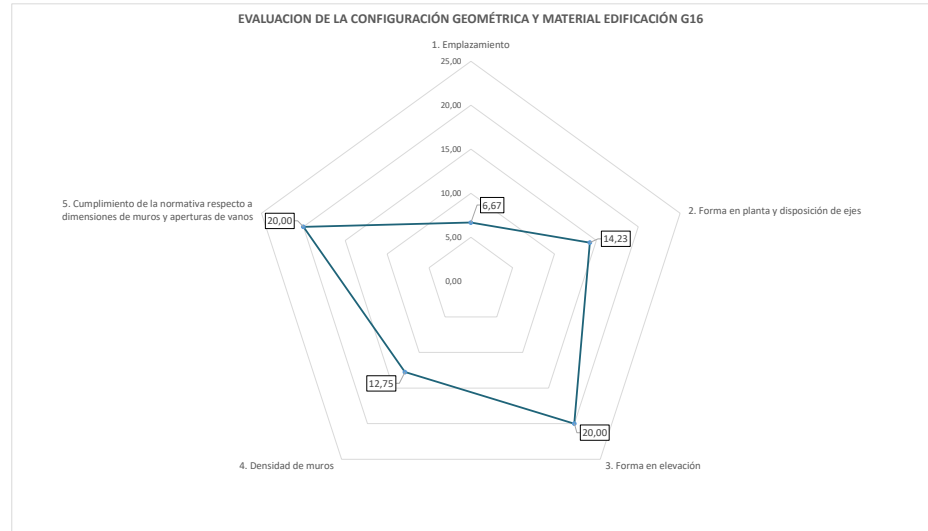 EVALUACION DE LA CONFIGURACIÓN GEOMÉTRICA Y MATERIAL EDIFICACIÓN G16
1. Emplazamiento
25,00
20,00
15,00
10,00
5,00
0,00
6,67
2. Forma en planta y disposición de ejes
14,23
3. Forma en elevación
20,00
4. Densidad de muros
12,75
5. Cumplimiento de la normativa respecto a
dimensiones de muros y aperturas de vanos
20,00